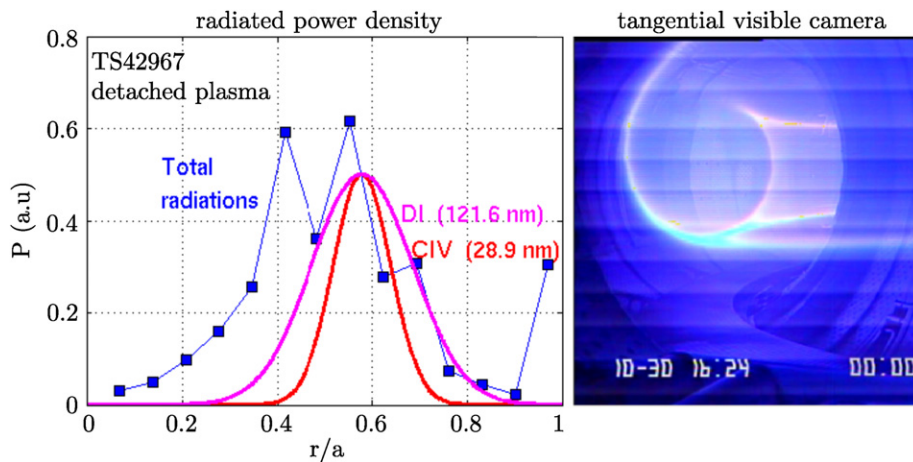 radiated power density
tangential visible camera
0.8
0.6
0.4
0.2
0
P (a.u)
TS42967
detached plasma
Total
radiations
DI (121.6 nm)
CIV (28.9 nm)
0
0.2
0.4
0.6
0.8
1
r/a
10-30 16:24
00:00